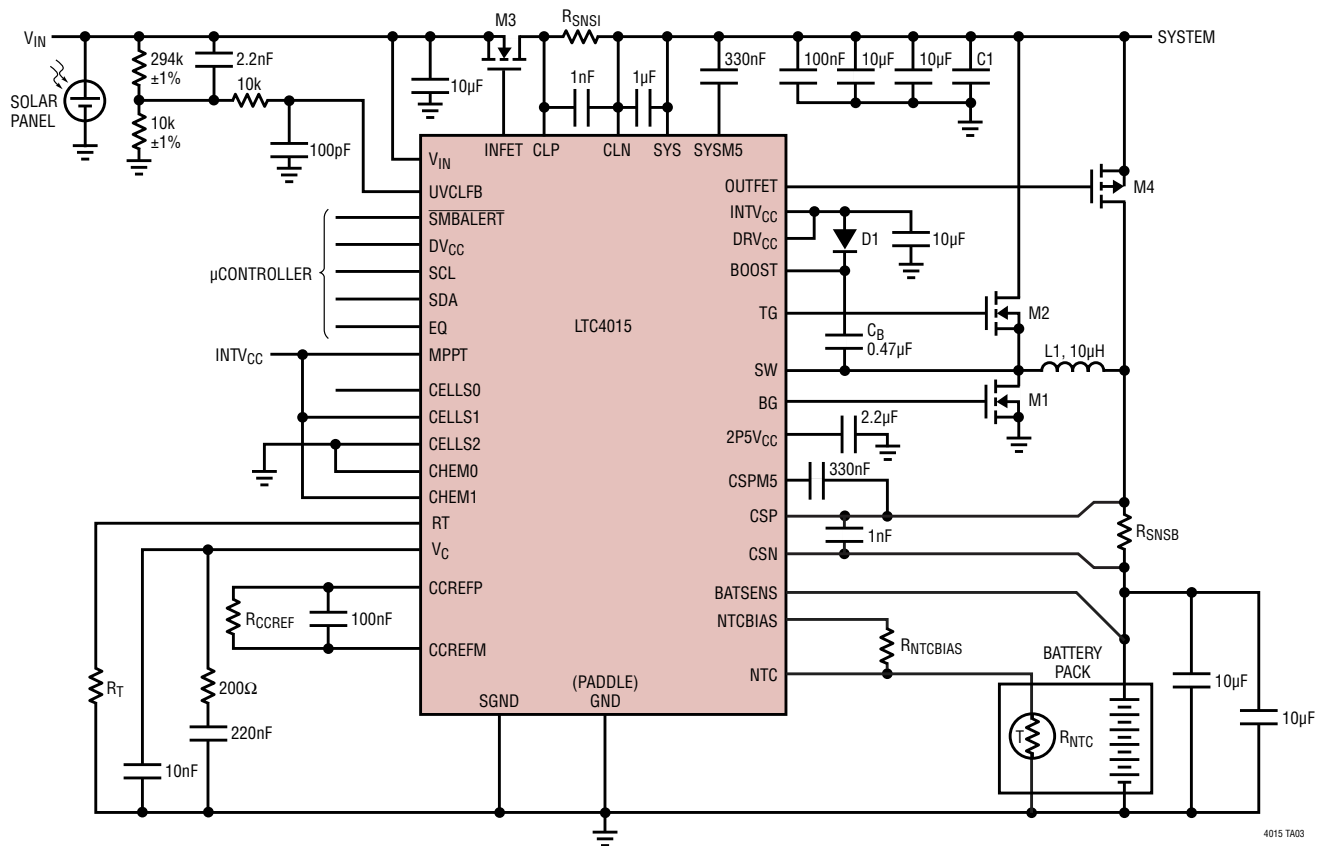 M3
RSNSI
VIN
SYSTEM
294k
±1%
2.2nF
10µF
1nF
1µF
330nF
100nF
10µF
10µF
C1
SOLAR
PANEL
10k
10k
±1%
100pF
INFET
CLP
CLN
SYS
SYSM5
VIN
UVCLFB
SMBALERT
DVCC
SCL
SDA
EQ
µCONTROLLER
INTVCC
MPPT
CELLS0
CELLS1
CELLS2
CHEM0
CHEM1
RT
VC
CCREFP
CCREFM
RCCREF
100nF
RT
200Ω
220nF
10nF
LTC4015
SGND
(PADDLE)
GND
OUTFET
INTVCC
DRVCC
BOOST
TG
SW
BG
2P5VCC
CSPM5
CSP
CSN
BATSENS
NTCBIAS
NTC
M4
D1
10µF
M2
CB
0.47µF
L1, 10µH
M1
2.2µF
330nF
1nF
RSNSB
RNTCBIAS
BATTERY
PACK
T
RNTC
10µF
10µF
4015 TA03